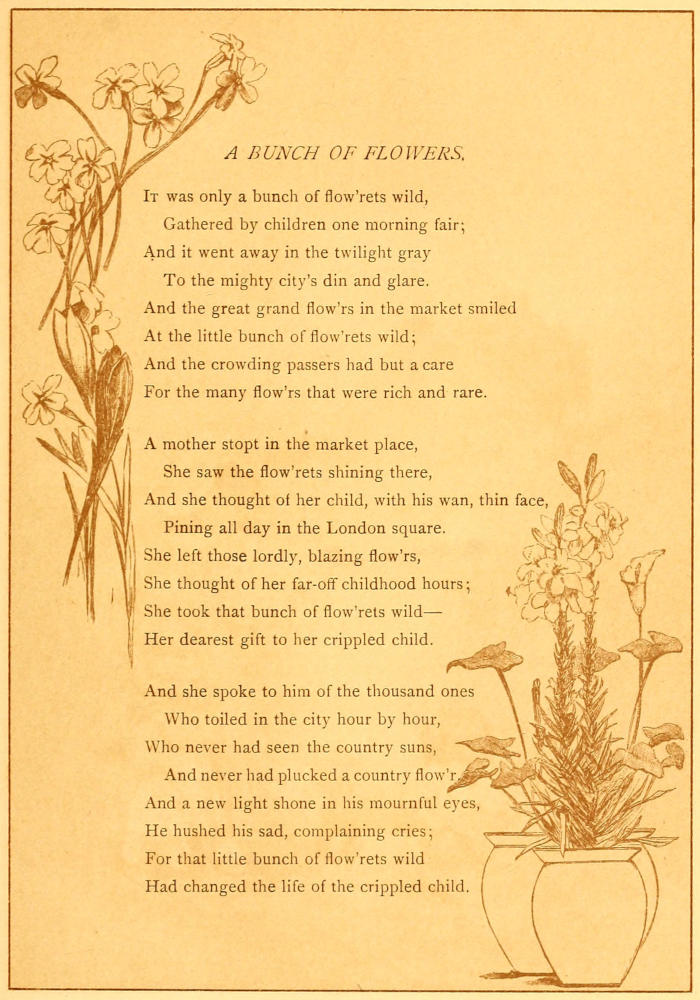 A BUNCH OF FLOWERS.
IT was only a bunch of flow'rets wild,
Gathered by children one morning fair;
And it went away in the twilight gray
To the mighty city's din and glare.
And the great grand flow'rs in the market smiled
At the little bunch of flow'rets wild;
And the crowding passers had but a care
For the many flow'rs that were rich and rare.
A mother stopt in the market place,
She saw the flow'rets shining there,
And she thought of her child, with his wan, thin face,
Pining all day in the London square.
She left those lordly, blazing flow'rs,
She thought of her far-off childhood hours;
She took that bunch of flow'rets wild—
Her dearest gift to her crippled child.
And she spoke to him of the thousand ones
Who toiled in the city hour by hour,
Who never had seen the country suns,
And never had plucked a country flow'r.
And a new light shone in his mournful eyes,
He hushed his sad, complaining cries;
For that little bunch of flow'rets wild
Had changed the life of the crippled child.